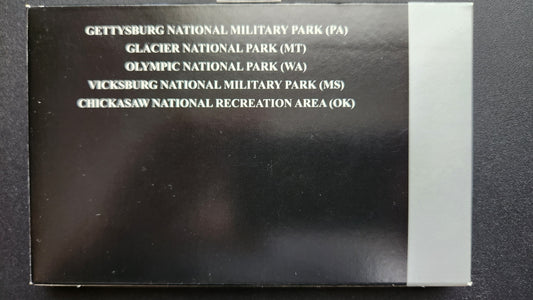 GETTYSBURG NATIONAL MILITARY PARK (PA)
GLACIER NATIONAL PARK (MT)
OLYMPIC NATIONAL PARK (WA)
VICKSBURG NATIONAL MILITARY PARK (MS)
CHICKASAW NATIONAL RECREATION AREA (OK)